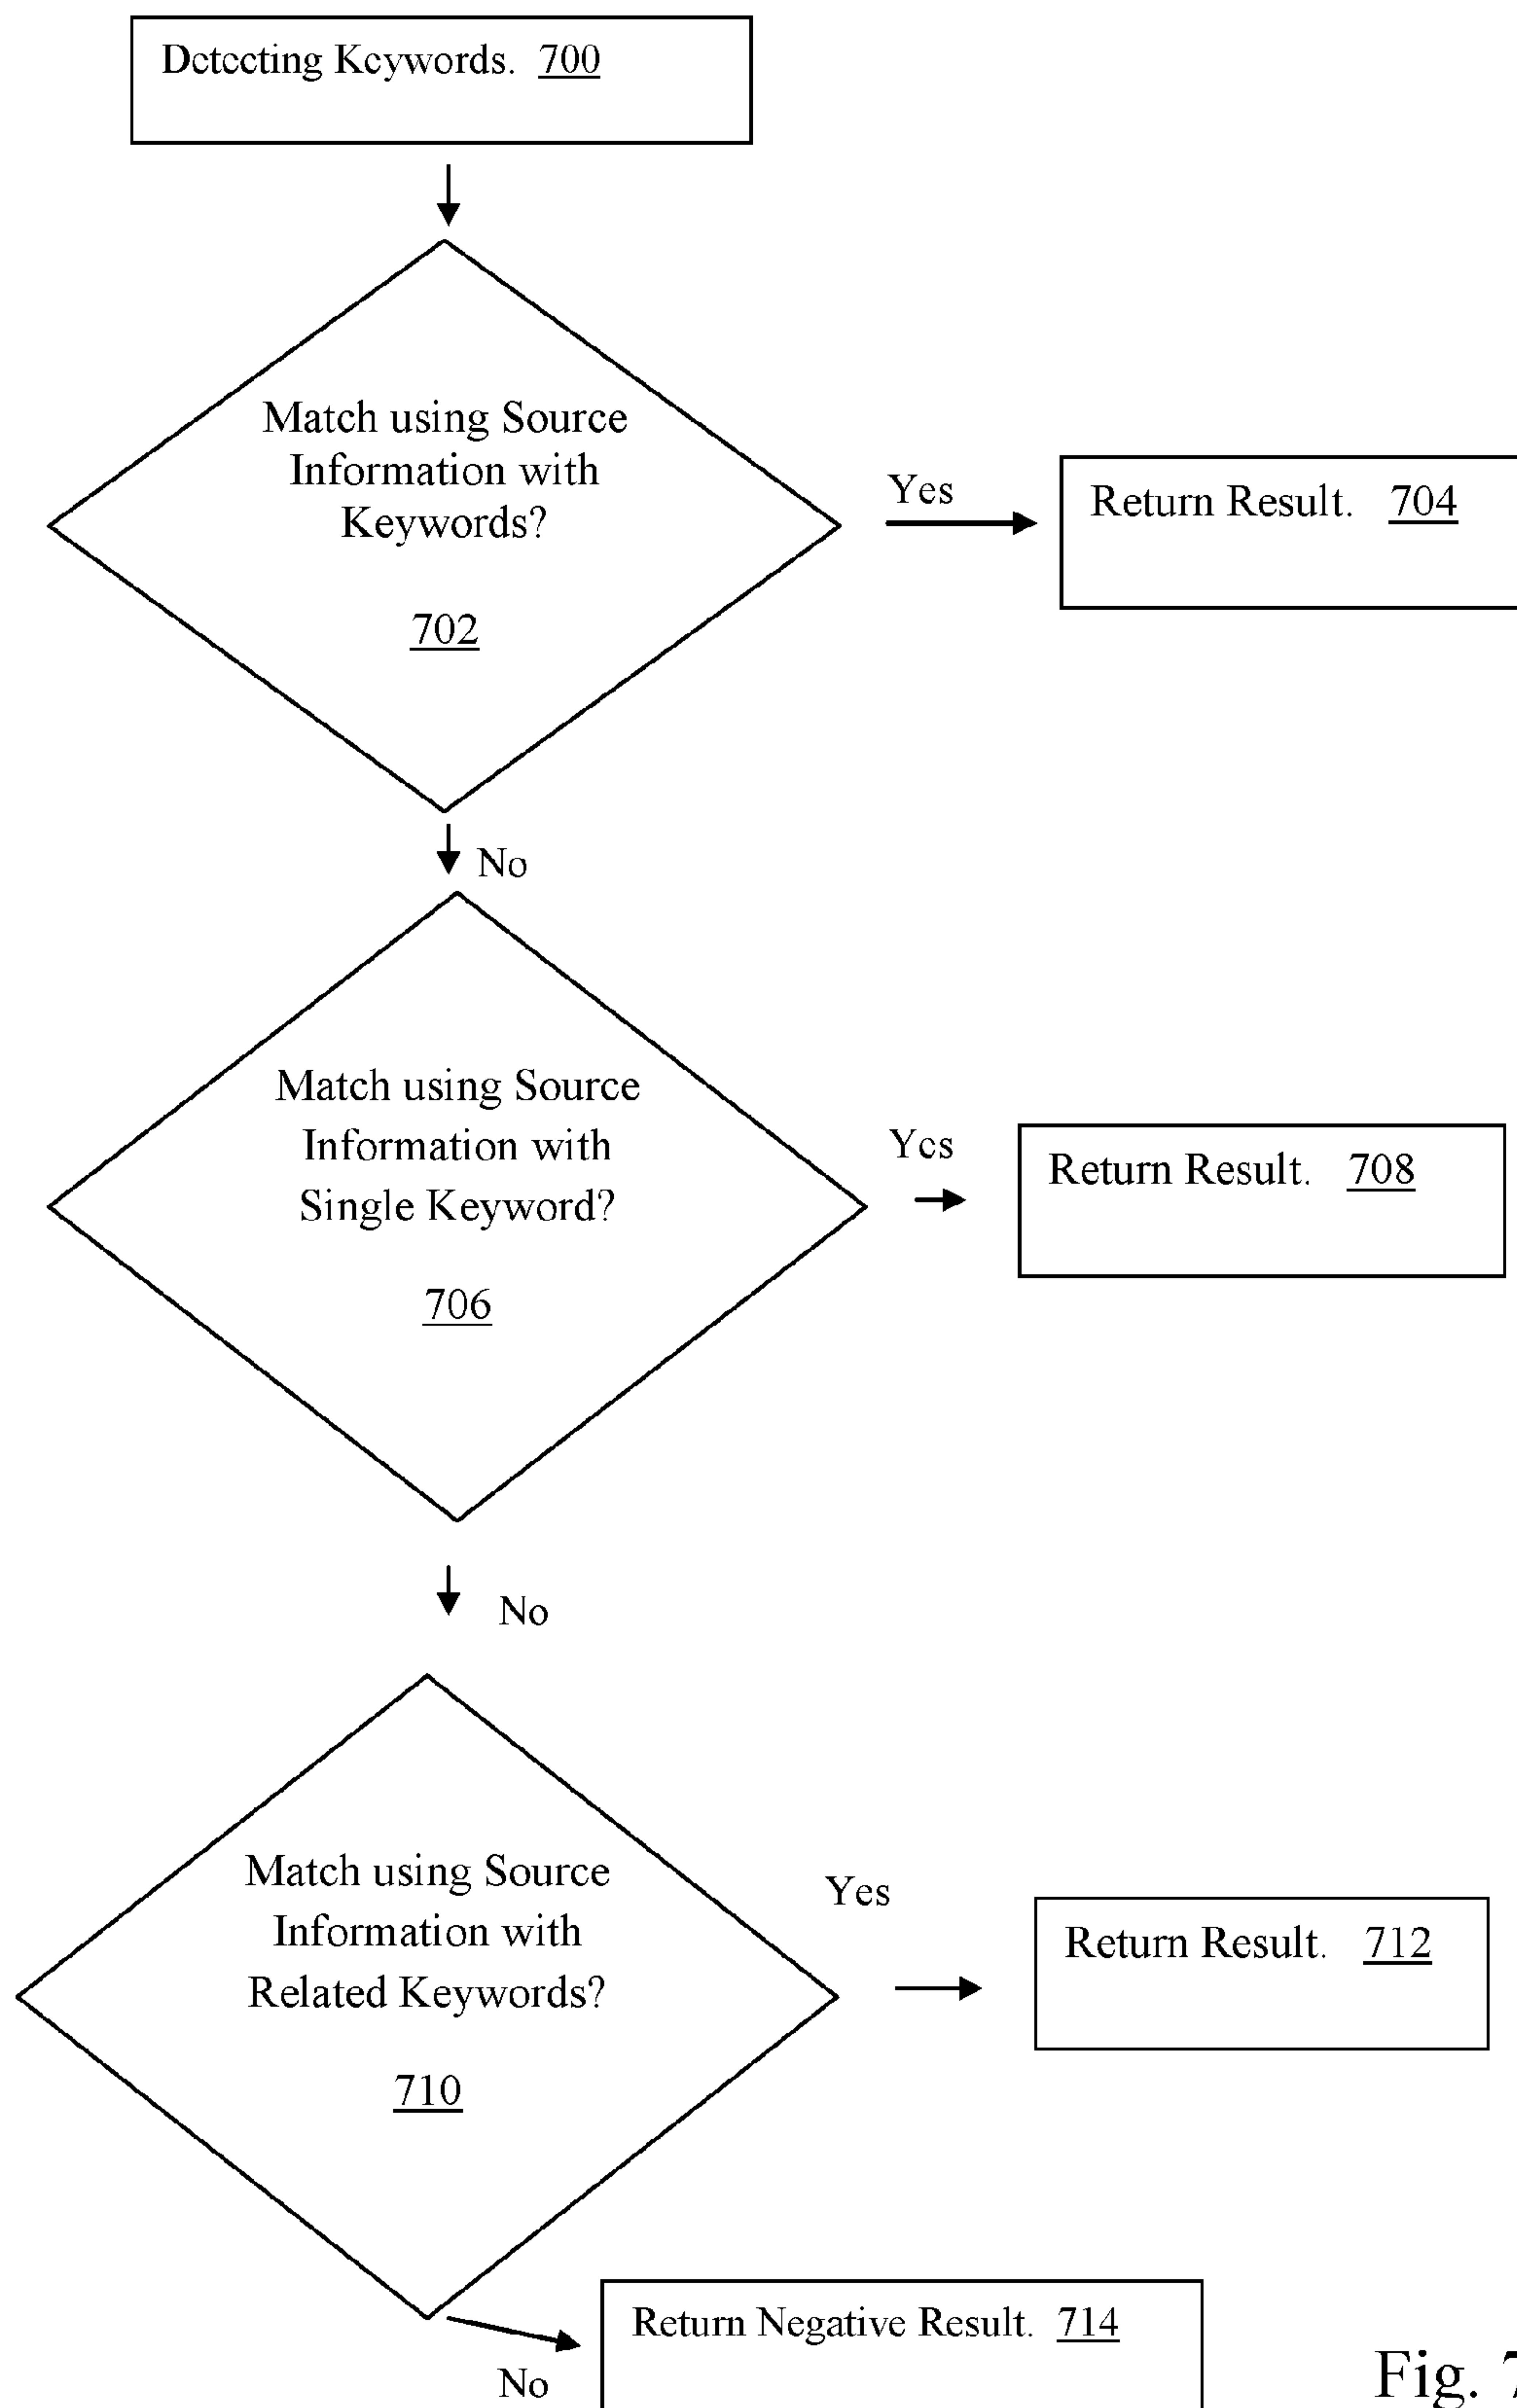 Detecting Keywords. 700
Match using Source
Information with
Keywords?
702
Yes
Return Result. 704
No
Match using Source
Information with
Single Keyword?
706
Yes
Return Result. 708
No
Match using Source
Information with
Related Keywords?
710
Yes
Return Result. 712
Return Negative Result. 714
No
Fig. 7